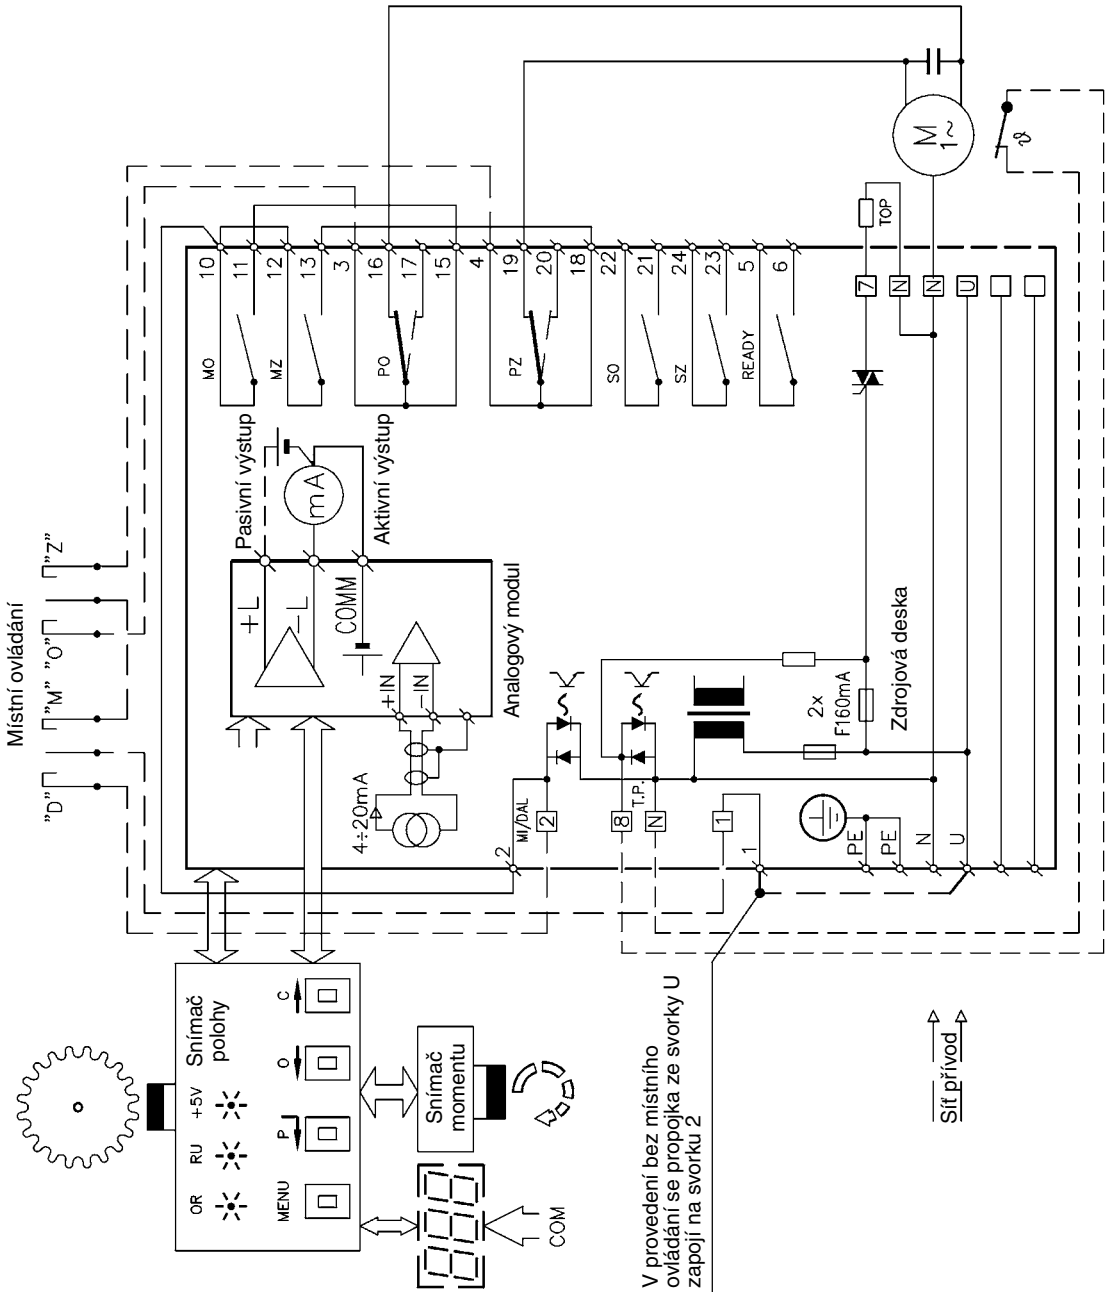 Místní ovládání
"D"
"M"
"O"
"Z"
10
11
12
13
3
16
17
15
4
19
20
18
22
21
24
23
5
6
MO
MZ
PO
PZ
SO
SZ
READY
TOP
M
1~
ϑ
7
N
N
U
Pasivní výstup
Aktivní výstup
mA
+L
–L
COMM
+IN
–IN
Analogový modul
4÷20mA
2
MI/DAL
2
8
T.P.
N
1
1
2x
F160mA
Zdrojová deska
PE
PE
N
U
Snímač
polohy
+5V
RU
OR
MENU
P
O
C
Snímač
momentu
COM
V provedení bez místního
ovládání se propojka ze svorky U
zapojí na svorku 2
Síť přívod